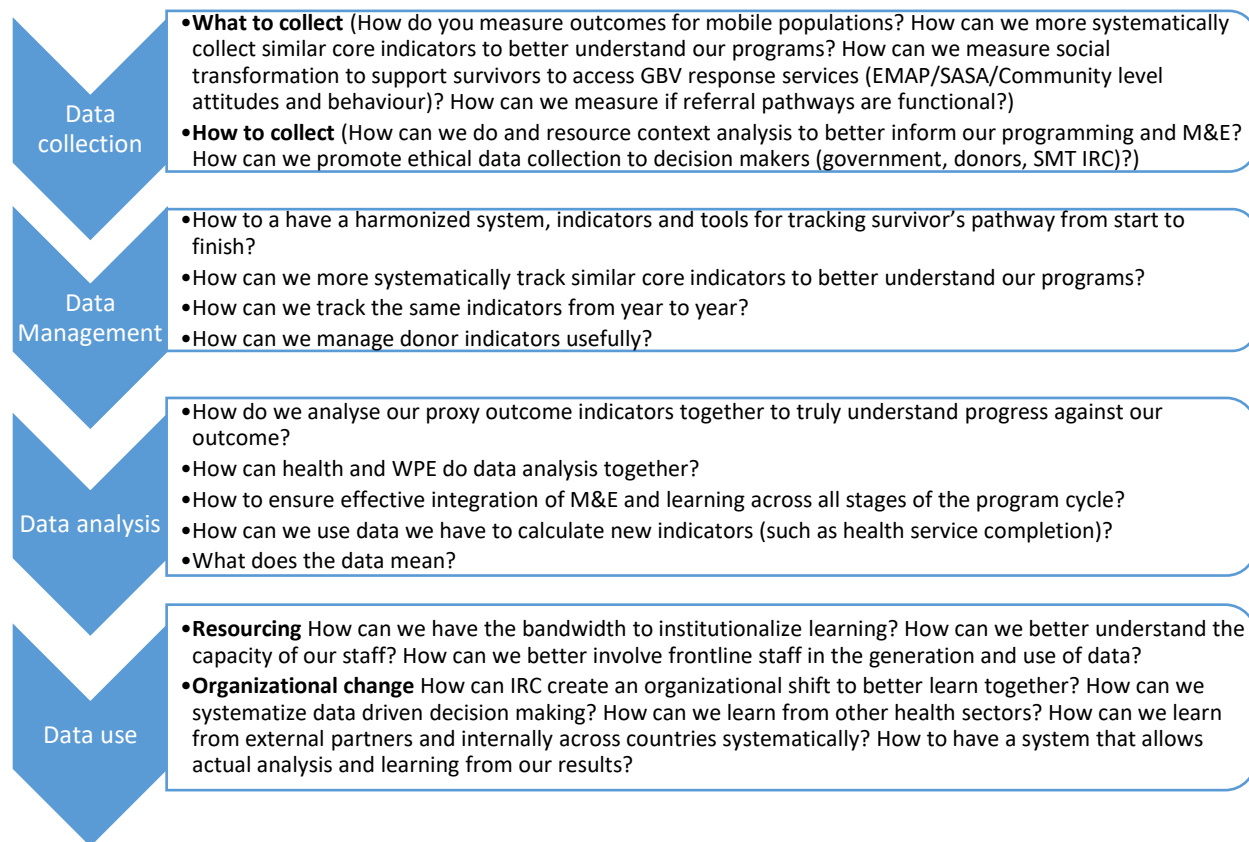 Data
collection
•What to collect (How do you measure outcomes for mobile populations? How can we more systematically
collect similar core indicators to better understand our programs? How can we measure social
transformation to support survivors to access GBV response services (EMAP/SASA/Community level
attitudes and behaviour)? How can we measure if referral pathways are functional?)
•How to collect (How can we do and resource context analysis to better inform our programming and M&E?
How can we promote ethical data collection to decision makers (government, donors, SMT IRC)?)
Data
Management
•How to a have a harmonized system, indicators and tools for tracking survivor’s pathway from start to
finish?
•How can we more systematically track similar core indicators to better understand our programs?
•How can we track the same indicators from year to year?
•How can we manage donor indicators usefully?
Data analysis
•How do we analyse our proxy outcome indicators together to truly understand progress against our
outcome?
•How can health and WPE do data analysis together?
•How to ensure effective integration of M&E and learning across all stages of the program cycle?
•How can we use data we have to calculate new indicators (such as health service completion)?
•What does the data mean?
Data use
•Resourcing How can we have the bandwidth to institutionalize learning? How can we better understand the
capacity of our staff? How can we better involve frontline staff in the generation and use of data?
•Organizational change How can IRC create an organizational shift to better learn together? How can we
systematize data driven decision making? How can we learn from other health sectors? How can we learn
from external partners and internally across countries systematically? How to have a system that allows
actual analysis and learning from our results?